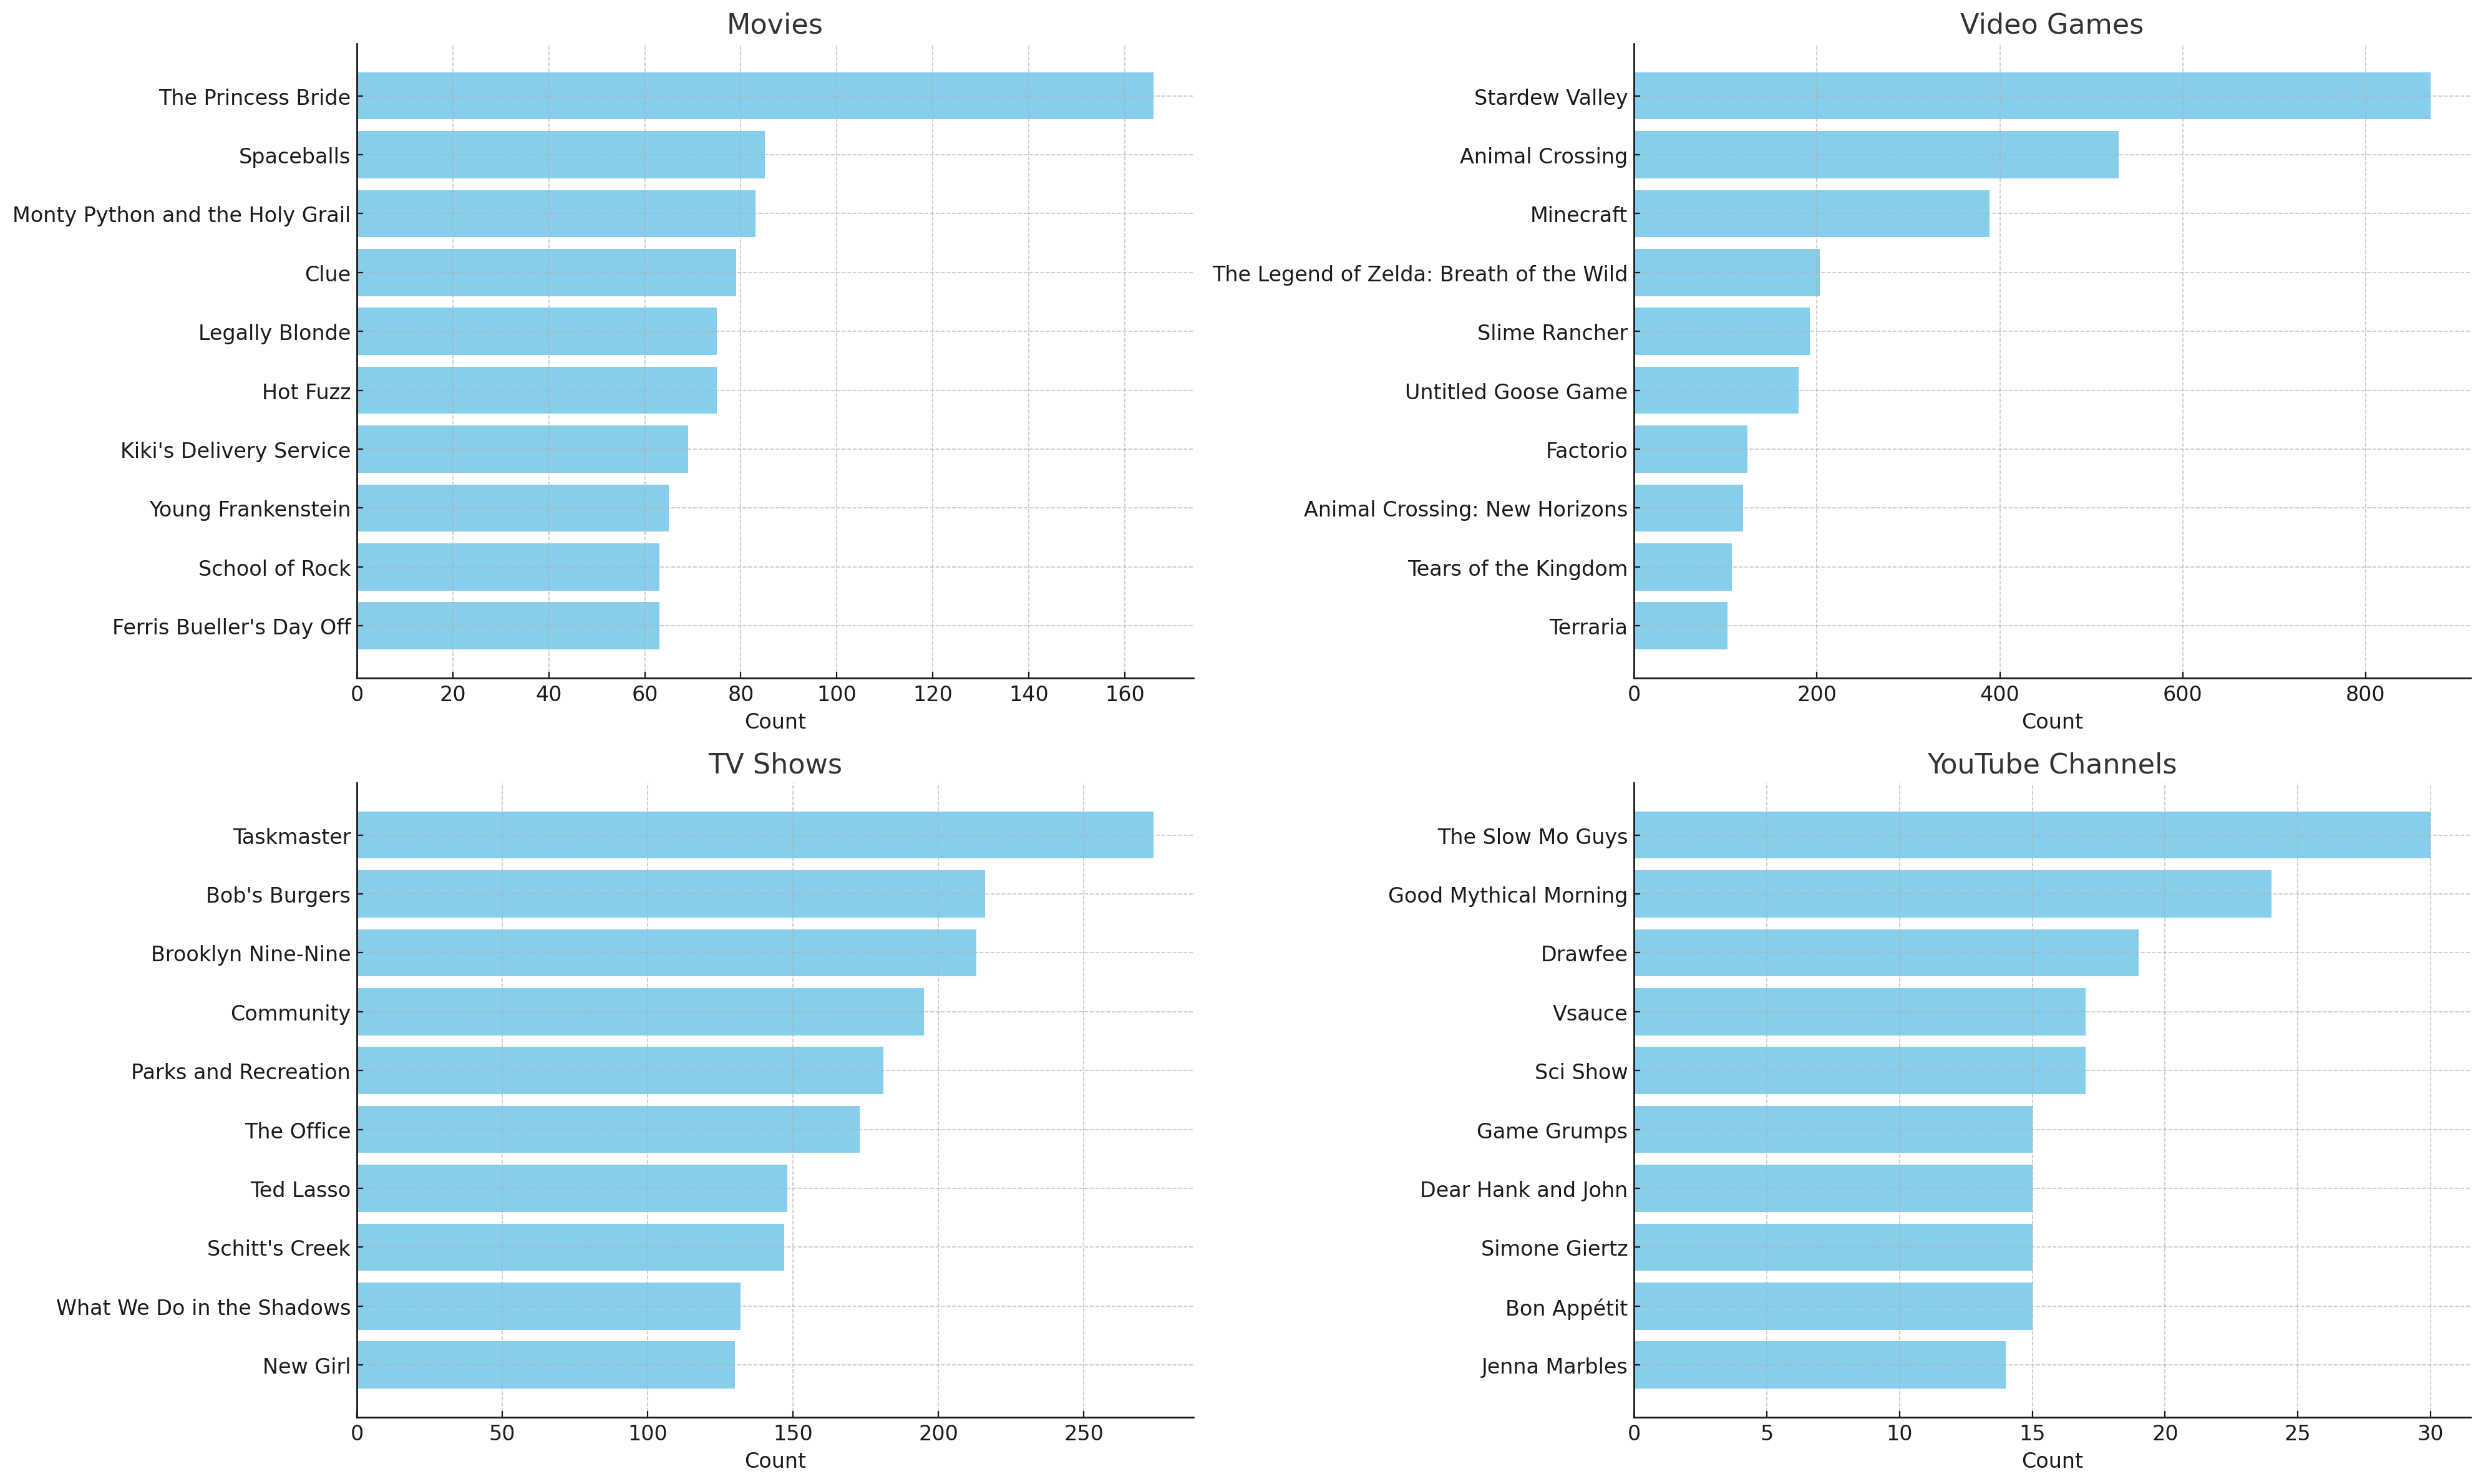 Movies
The Princess Bride
Spaceballs
Monty Python and the Holy Grail
Clue
Legally Blonde
Hot Fuzz
Kiki's Delivery Service
Young Frankenstein
School of Rock
Ferris Bueller's Day Off
0 20 40 60 80 100 120 140 160
Count
Video Games
Stardew Valley
Animal Crossing
Minecraft
The Legend of Zelda: Breath of the Wild
Slime Rancher
Untitled Goose Game
Factorio
Animal Crossing: New Horizons
Tears of the Kingdom
Terraria
0 200 400 600 800
Count
TV Shows
Taskmaster
Bob's Burgers
Brooklyn Nine-Nine
Community
Parks and Recreation
The Office
Ted Lasso
Schitt's Creek
What We Do in the Shadows
New Girl
0 50 100 150 200 250
Count
YouTube Channels
The Slow Mo Guys
Good Mythical Morning
Drawfee
Vsauce
Sci Show
Game Grumps
Dear Hank and John
Simone Giertz
Bon Appétit
Jenna Marbles
0 5 10 15 20 25 30
Count